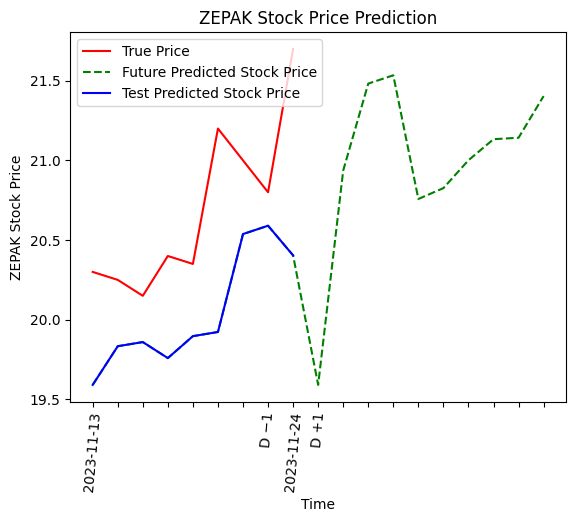 ZEPAK Stock Price Prediction
True Price
Future Predicted Stock Price
Test Predicted Stock Price
ZEPAK Stock Price
21.5
21.0
20.5
20.0
19.5
2023-11-13
D −1
2023-11-24
D +1
Time